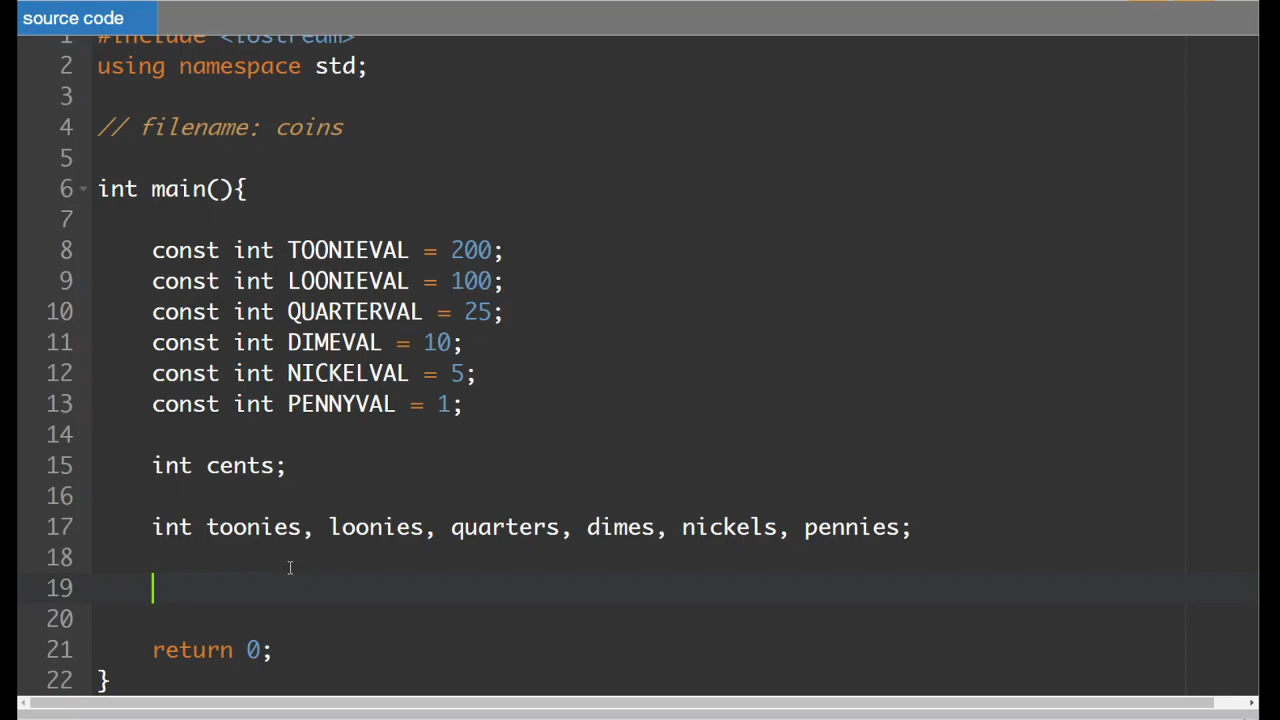 source code
1 #include <iostream>
2 using namespace std;
3
4 // filename: coins
5
6 int main(){
7
8 const int TOONIEVAL = 200;
9 const int LOONIEVAL = 100;
10 const int QUARTERVAL = 25;
11 const int DIMEVAL = 10;
12 const int NICKELVAL = 5;
13 const int PENNYVAL = 1;
14
15 int cents;
16
17 int toonies, loonies, quarters, dimes, nickels, pennies;
18
19
20
21 return 0;
22 }